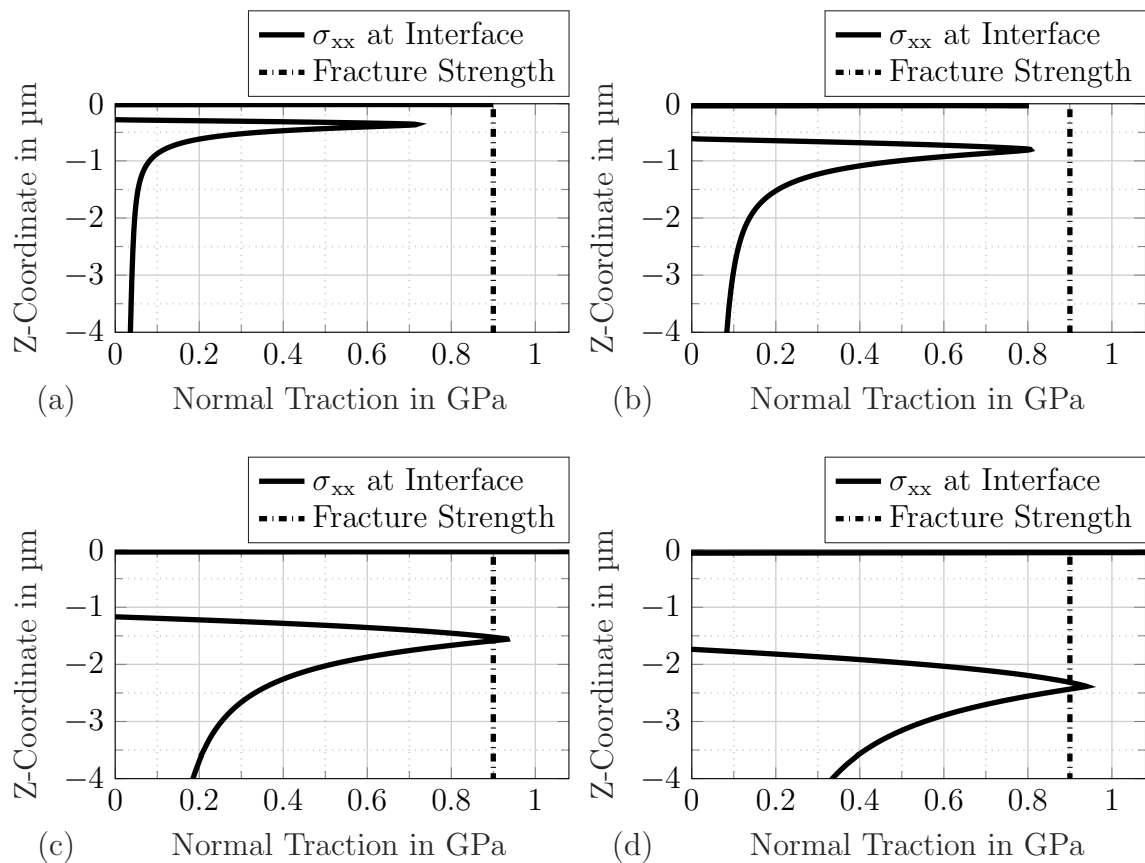 σxx at Interface
Fracture Strength
Z-Coordinate in µm
0
−1
−2
−3
−4
0 0.2 0.4 0.6 0.8 1
(a) Normal Traction in GPa
σxx at Interface
Fracture Strength
Z-Coordinate in µm
0
−1
−2
−3
−4
0 0.2 0.4 0.6 0.8 1
(b) Normal Traction in GPa
σxx at Interface
Fracture Strength
Z-Coordinate in µm
0
−1
−2
−3
−4
0 0.2 0.4 0.6 0.8 1
(c) Normal Traction in GPa
σxx at Interface
Fracture Strength
Z-Coordinate in µm
0
−1
−2
−3
−4
0 0.2 0.4 0.6 0.8 1
(d) Normal Traction in GPa